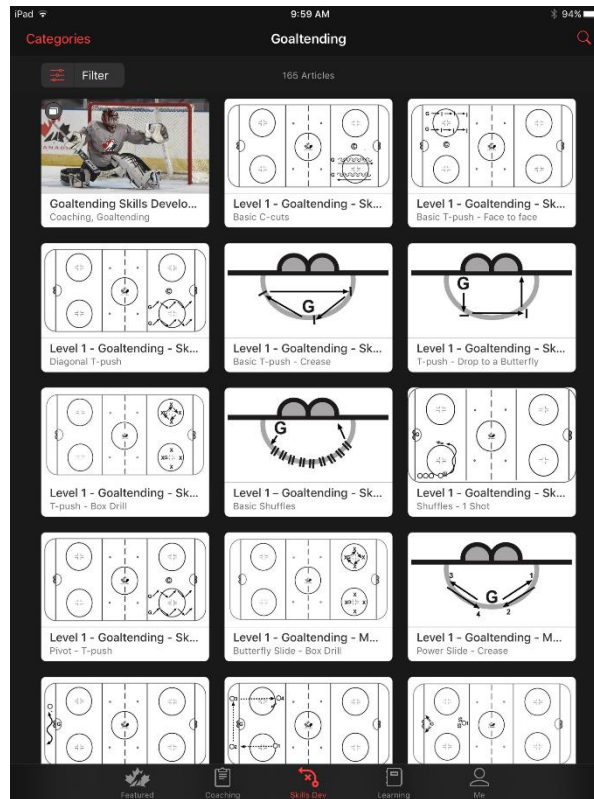 iPad
9:59 AM
94%
Categories
Goaltending
Filter
165 Articles
Goaltending Skills Develo...
Coaching, Goaltending
Level 1 - Goaltending - Sk...
Basic C-cuts
Level 1 - Goaltending - Sk...
Basic T-push - Face to face
Level 1 - Goaltending - Sk...
Diagonal T-push
G
Level 1 - Goaltending - Sk...
Basic T-push - Crease
G
Level 1 - Goaltending - Sk...
T-push - Drop to a Butterfly
Level 1 - Goaltending - Sk...
T-push - Box Drill
G
Level 1 – Goaltending - Sk...
Basic Shuffles
Level 1 - Goaltending - Sk...
Shuffles - 1 Shot
Level 1 - Goaltending - Sk...
Pivot - T-push
Level 1 - Goaltending - M...
Butterfly Slide - Box Drill
3 1
G
4 2
Level 1 - Goaltending - M...
Power Slide - Crease
Featured
Coaching
Skills Dev
Learning
Me